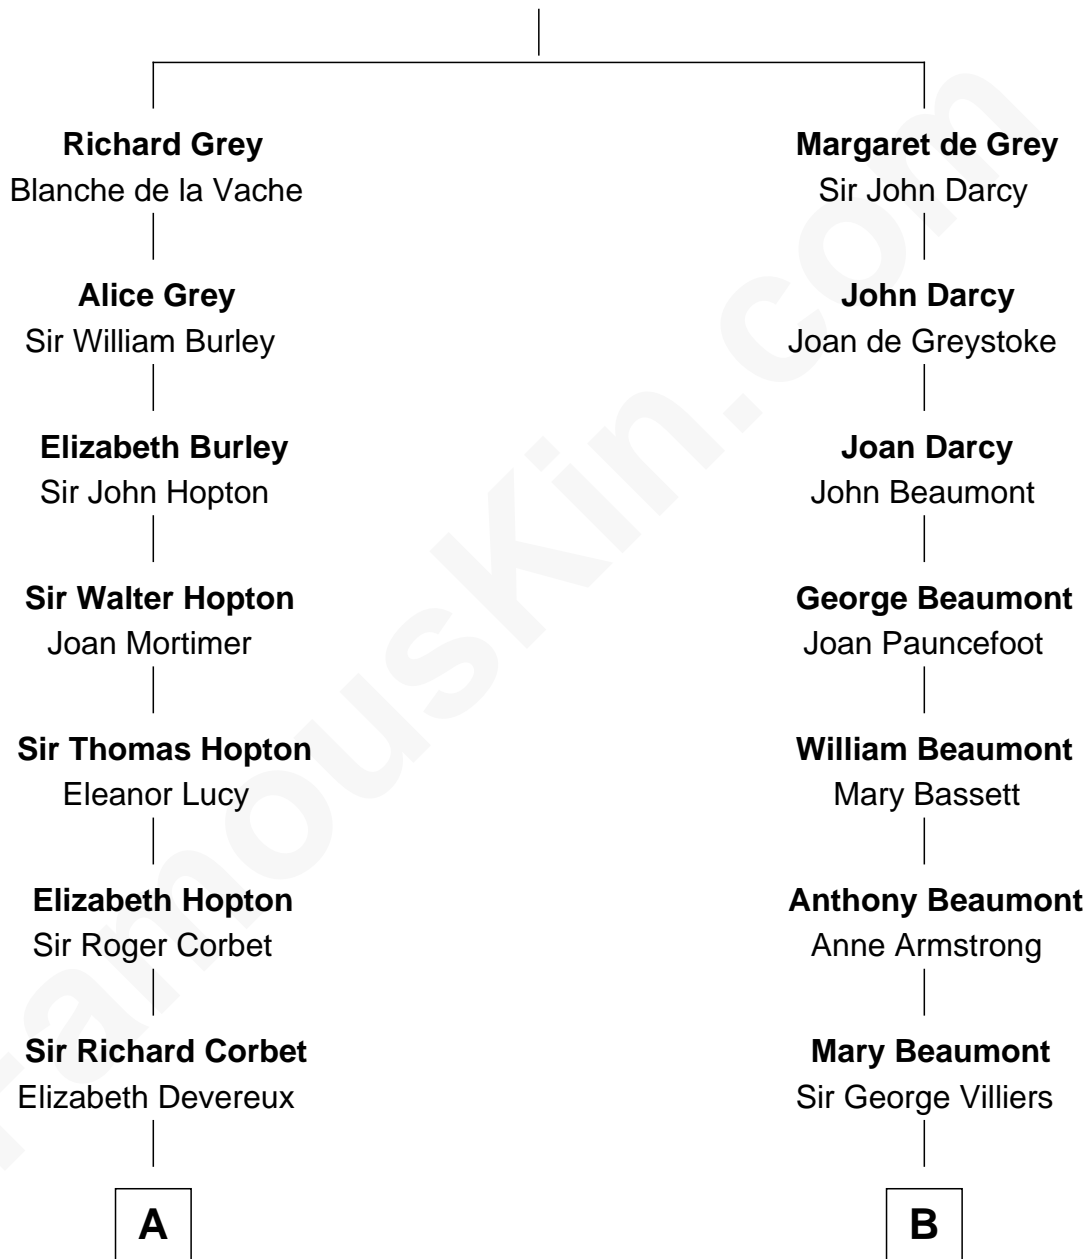 Richard Grey
Blanche de la Vache
Alice Grey
Sir William Burley
Elizabeth Burley
Sir John Hopton
Sir Walter Hopton
Joan Mortimer
Sir Thomas Hopton
Eleanor Lucy
Elizabeth Hopton
Sir Roger Corbet
Sir Richard Corbet
Elizabeth Devereux
A
Margaret de Grey
Sir John Darcy
John Darcy
Joan de Greystoke
Joan Darcy
John Beaumont
George Beaumont
Joan Pauncefoot
William Beaumont
Mary Bassett
Anthony Beaumont
Anne Armstrong
Mary Beaumont
Sir George Villiers
B
FamousKin.com